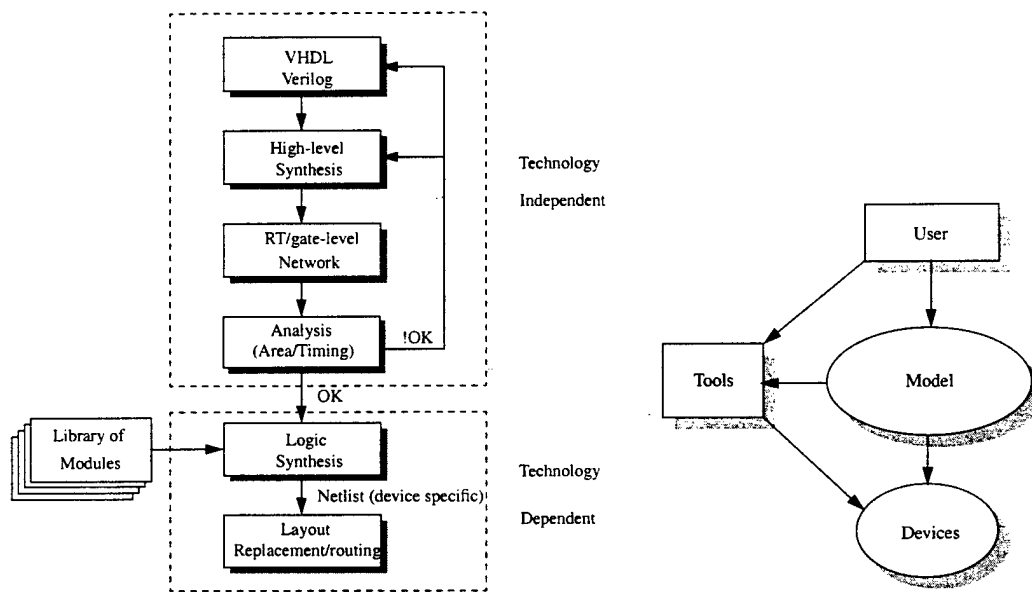 VHDL
Verilog
High-level
Synthesis
Technology
Independent
RT/gate-level
Network
Analysis
(Area/Timing)
!OK
OK
Library of
Modules
Logic
Synthesis
Technology
Dependent
Netlist (device specific)
Layout
Replacement/routing
User
Tools
Model
Devices